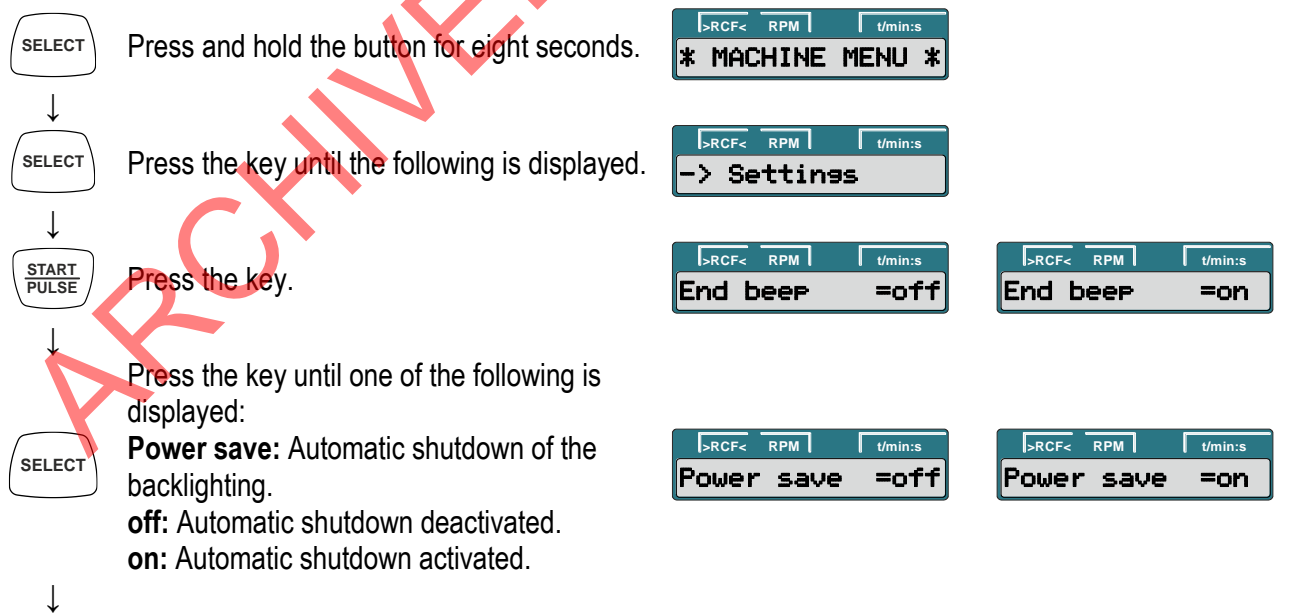 SELECT
Press and hold the button for eight seconds.
>RCF< RPM t/min:s
* MACHINE MENU *
↓
SELECT
Press the key until the following is displayed.
>RCF< RPM t/min:s
-> Settings
↓
START
PULSE
Press the key.
>RCF< RPM t/min:s
End beep =off
>RCF< RPM t/min:s
End beep =on
↓
SELECT
Press the key until one of the following is
displayed:
Power save: Automatic shutdown of the
backlighting.
off: Automatic shutdown deactivated.
on: Automatic shutdown activated.
>RCF< RPM t/min:s
Power save =off
>RCF< RPM t/min:s
Power save =on
↓
ARCHIVE